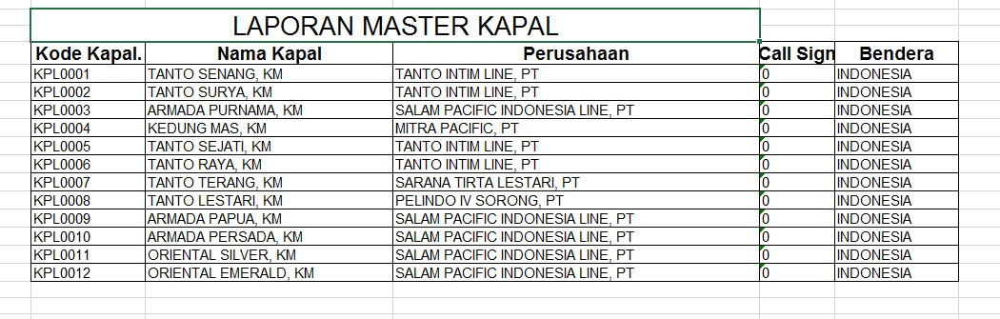 LAPORAN MASTER KAPAL
Kode Kapal. Nama Kapal Perusahaan Call Sign Bendera
KPL0001 TANTO SENANG, KM TANTO INTIM LINE, PT 0 INDONESIA
KPL0002 TANTO SURYA, KM TANTO INTIM LINE, PT 0 INDONESIA
KPL0003 ARMADA PURNAMA, KM SALAM PACIFIC INDONESIA LINE, PT 0 INDONESIA
KPL0004 KEDUNG MAS, KM MITRA PACIFIC, PT 0 INDONESIA
KPL0005 TANTO SEJATI, KM TANTO INTIM LINE, PT 0 INDONESIA
KPL0006 TANTO RAYA, KM TANTO INTIM LINE, PT 0 INDONESIA
KPL0007 TANTO TERANG, KM SARANA TIRTA LESTARI, PT 0 INDONESIA
KPL0008 TANTO LESTARI, KM PELINDO IV SORONG, PT 0 INDONESIA
KPL0009 ARMADA PAPUA, KM SALAM PACIFIC INDONESIA LINE, PT 0 INDONESIA
KPL0010 ARMADA PERSADA, KM SALAM PACIFIC INDONESIA LINE, PT 0 INDONESIA
KPL0011 ORIENTAL SILVER, KM SALAM PACIFIC INDONESIA LINE, PT 0 INDONESIA
KPL0012 ORIENTAL EMERALD, KM SALAM PACIFIC INDONESIA LINE, PT 0 INDONESIA